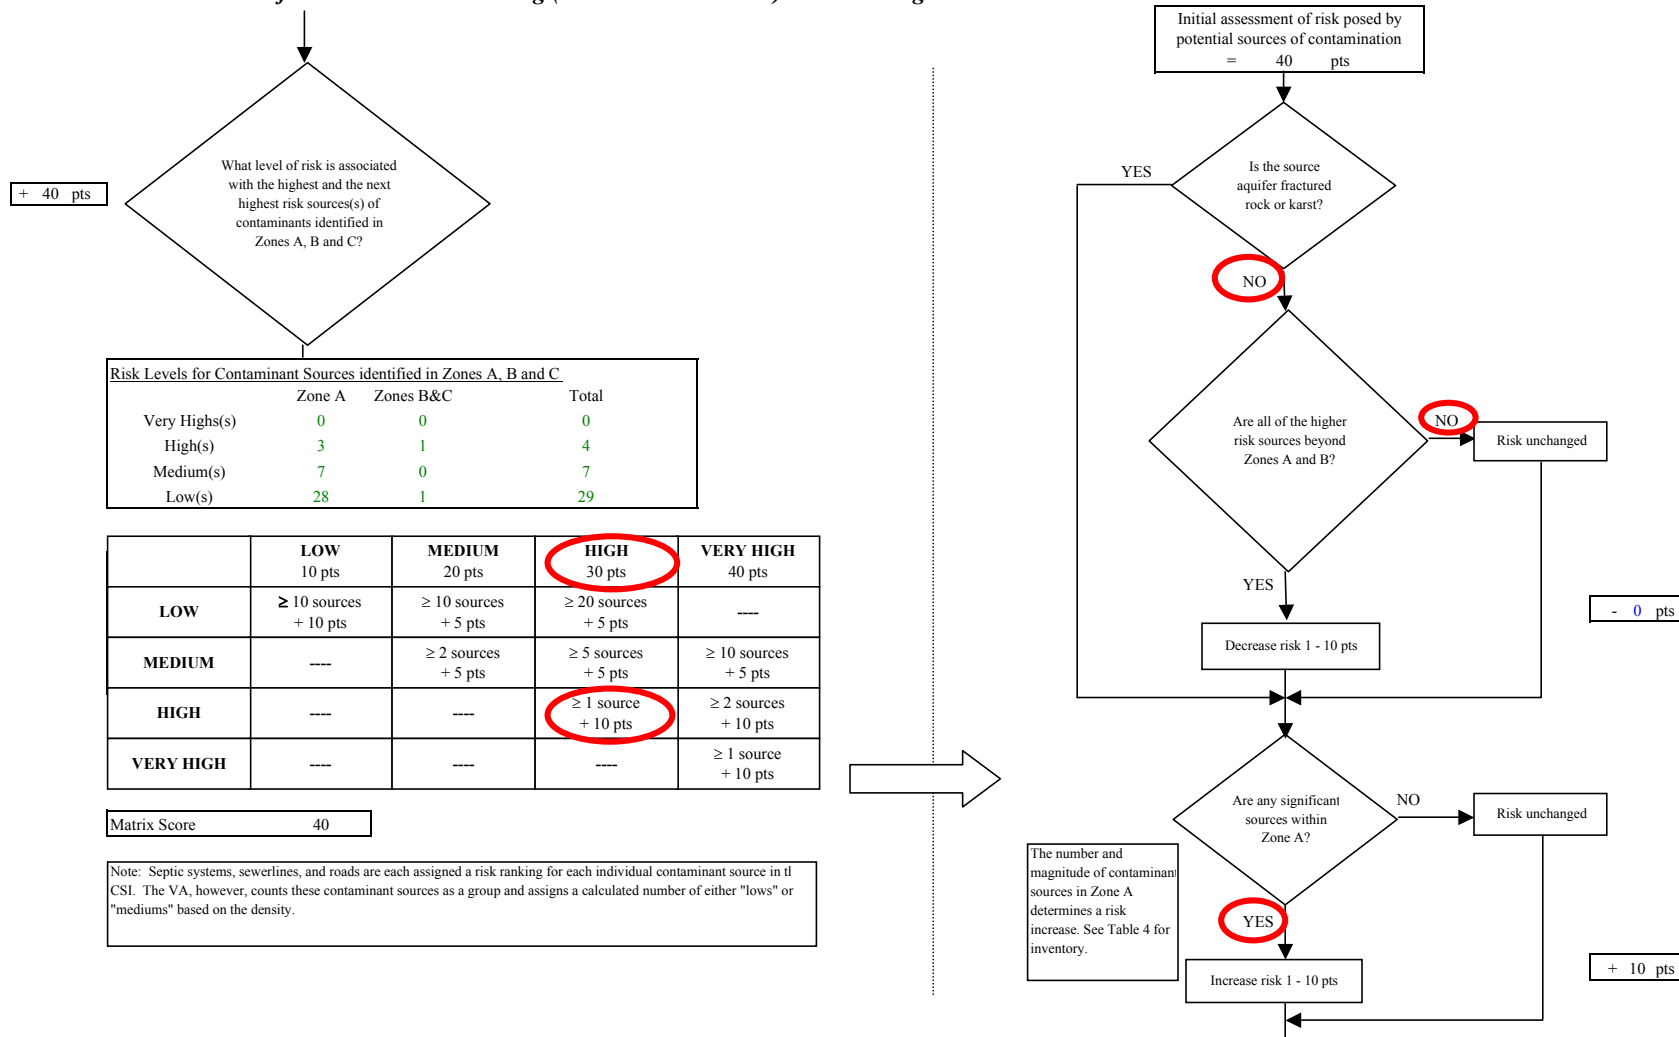 What level of risk is associated
with the highest and the next
highest risk sources(s) of
contaminants identified in
Zones A, B and C?
+ 40 pts
Risk Levels for Contaminant Sources identified in Zones A, B and C
Zone A Zones B&C Total
Very Highs(s) 0 0 0
High(s) 3 1 4
Medium(s) 7 0 7
Low(s) 28 1 29
LOW MEDIUM HIGH VERY HIGH
10 pts 20 pts 30 pts 40 pts
LOW ≥ 10 sources ≥ 10 sources ≥ 20 sources ----
+ 10 pts + 5 pts + 5 pts
MEDIUM ---- ≥ 2 sources ≥ 5 sources ≥ 10 sources
+ 5 pts + 5 pts + 5 pts
HIGH ---- ---- ≥ 1 source ≥ 2 sources
+ 10 pts + 10 pts
VERY HIGH ---- ---- ---- ≥ 1 source
+ 10 pts
Matrix Score 40
Note: Septic systems, sewerlines, and roads are each assigned a risk ranking for each individual contaminant source in
CSI. The VA, however, counts these contaminant sources as a group and assigns a calculated number of either "lows" or
"mediums" based on the density.
Initial assessment of risk posed by
potential sources of contamination
= 40 pts
Is the source
aquifer fractured
rock or karst?
YES
NO
Are all of the higher
risk sources beyond
Zones A and B?
NO
Risk unchanged
YES
Decrease risk 1 - 10 pts
- 0 pts
Are any significant
sources within
Zone A?
NO
Risk unchanged
The number and
magnitude of contaminant
sources in Zone A
determines a risk
increase. See Table 4 for
inventory.
YES
Increase risk 1 - 10 pts
+ 10 pts